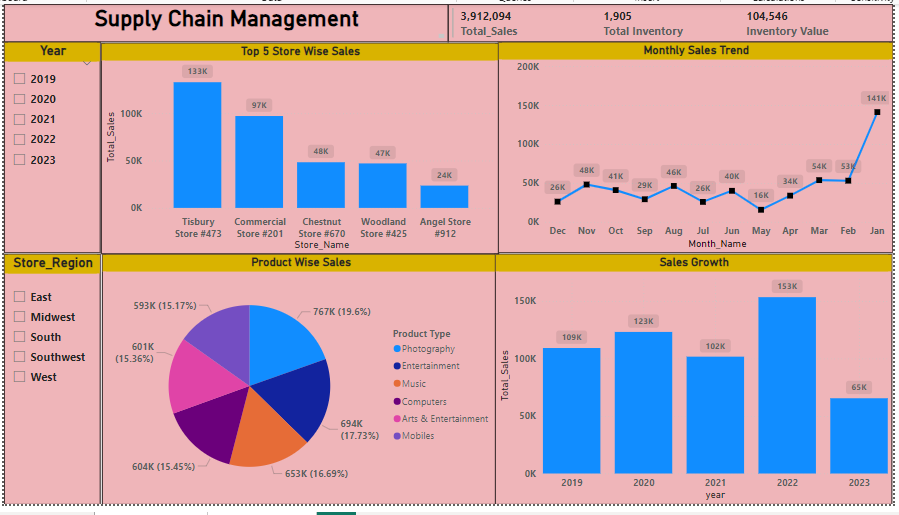 Supply Chain Management
3,912,094
Total_Sales
1,905
Total Inventory
104,546
Inventory Value
Year
2019
2020
2021
2022
2023
Top 5 Store Wise Sales
Total_Sales
100K
50K
0K
133K
97K
48K
47K
24K
Tisbury
Store #473
Commercial
Store #201
Chestnut
Store #670
Woodland
Store #425
Angel Store
#912
Store_Name
Monthly Sales Trend
200K
150K
100K
50K
0K
26K
48K
41K
29K
46K
26K
40K
16K
34K
54K
53K
141K
Dec
Nov
Oct
Sep
Aug
Jul
Jun
May
Apr
Mar
Feb
Jan
Month_Name
Store_Region
East
Midwest
South
Southwest
West
Product Wise Sales
593K (15.17%)
767K (19.6%)
601K
(15.36%)
694K
(17.73%)
604K (15.45%)
653K (16.69%)
Product Type
Photography
Entertainment
Music
Computers
Arts & Entertainment
Mobiles
Sales Growth
Total_Sales
150K
100K
50K
0K
109K
123K
102K
153K
65K
2019
2020
2021
2022
2023
year